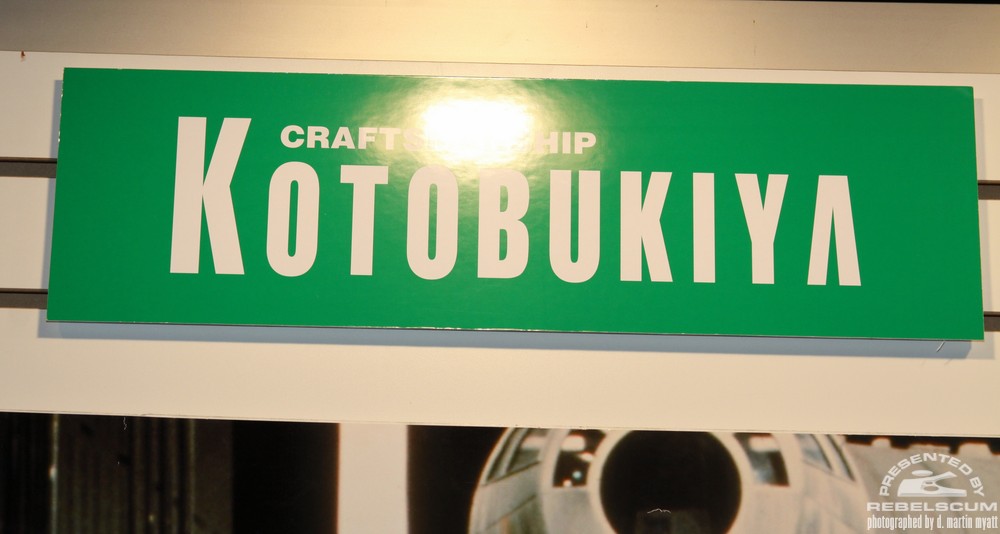 KOTOBUKIYA
PRESENTED BY
REBELSCUM
photographed by d. martin myatt